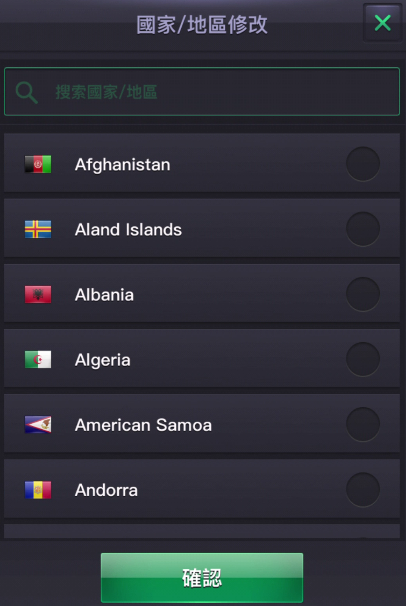 國家/地區修改
搜索國家/地區
Afghanistan
Aland Islands
Albania
Algeria
American Samoa
Andorra
確認